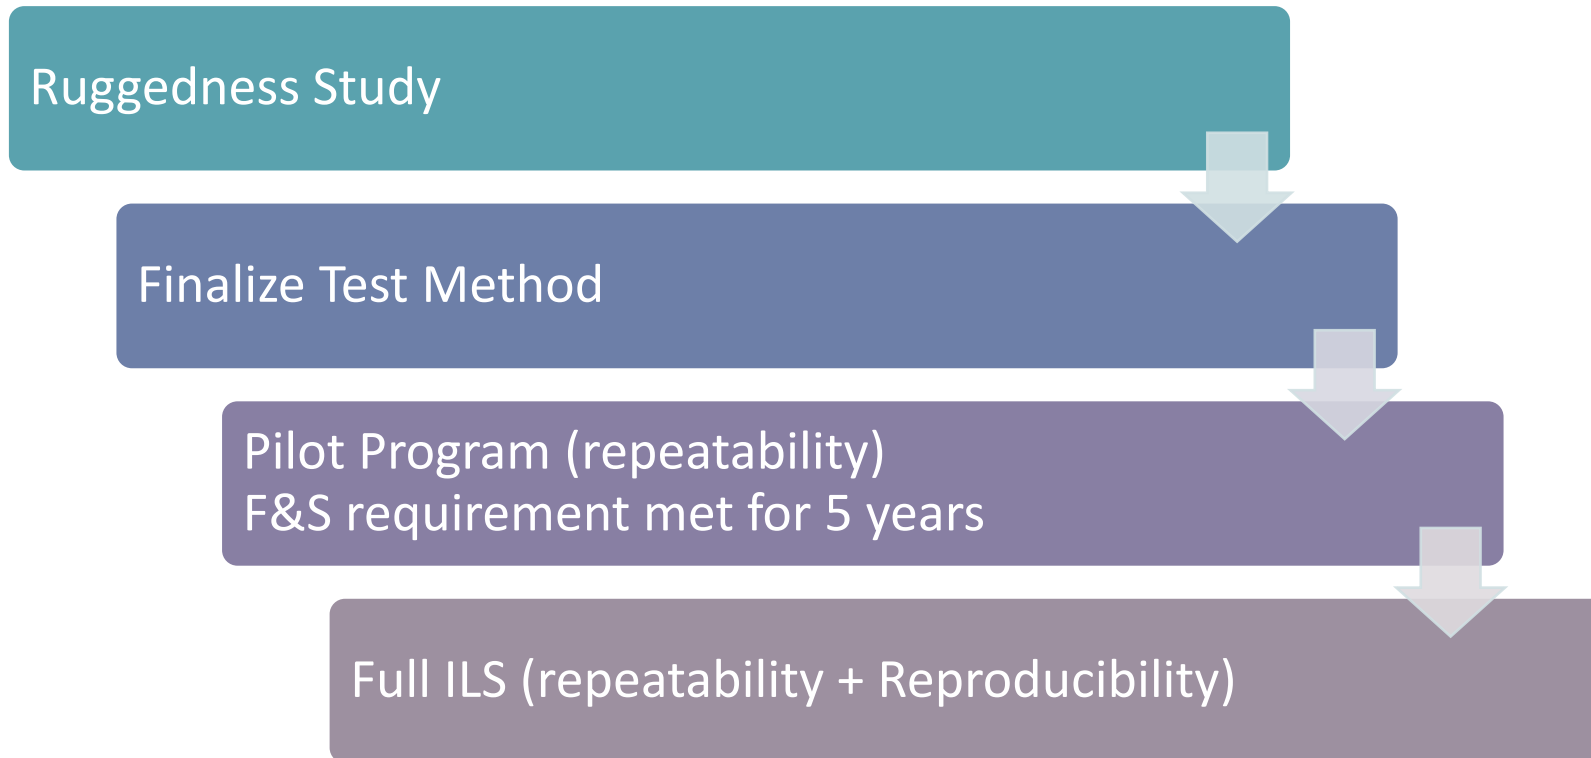 Ruggedness Study
Finalize Test Method
Pilot Program (repeatability)
F&S requirement met for 5 years
Full ILS (repeatability + Reproducibility)